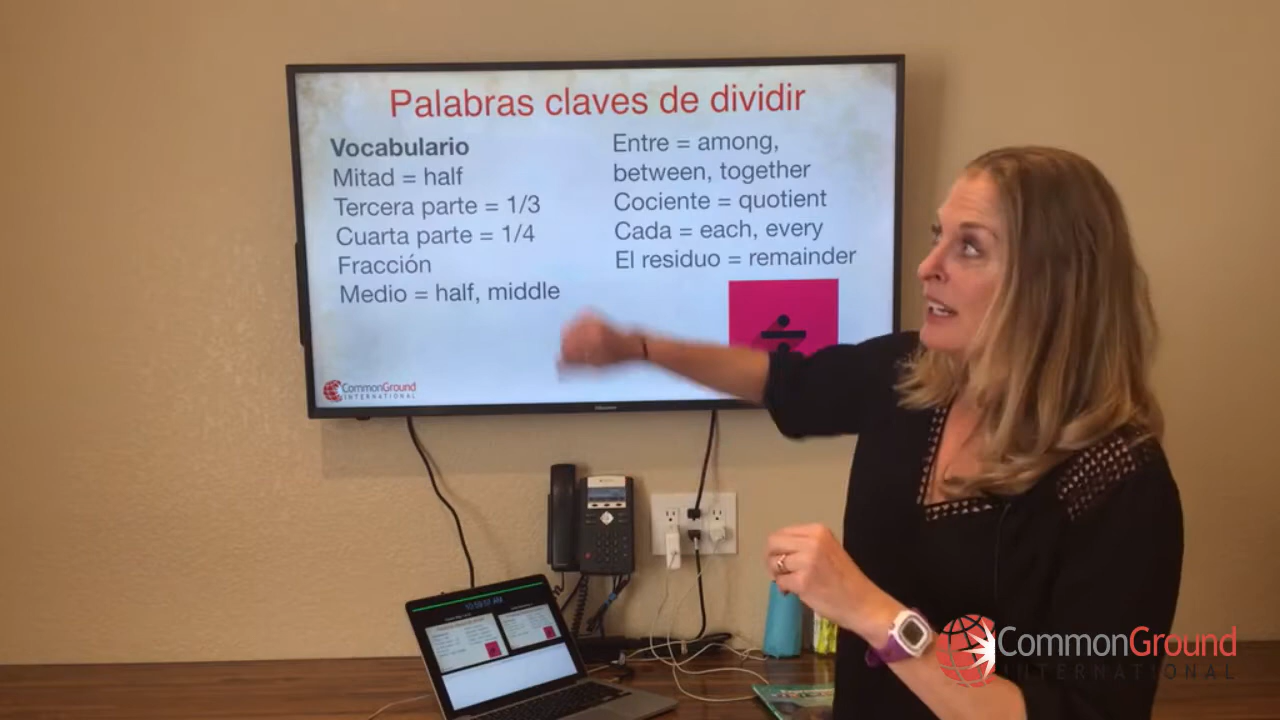 Palabras claves de dividir
Vocabulario
Mitad = half
Tercera parte = 1/3
Cuarta parte = 1/4
Fracción
Medio = half, middle
Entre = among,
between, together
Cociente = quotient
Cada = each, every
El residuo = remainder
CommonGround
INTERNATIONAL
CommonGround
INTERNATIONAL